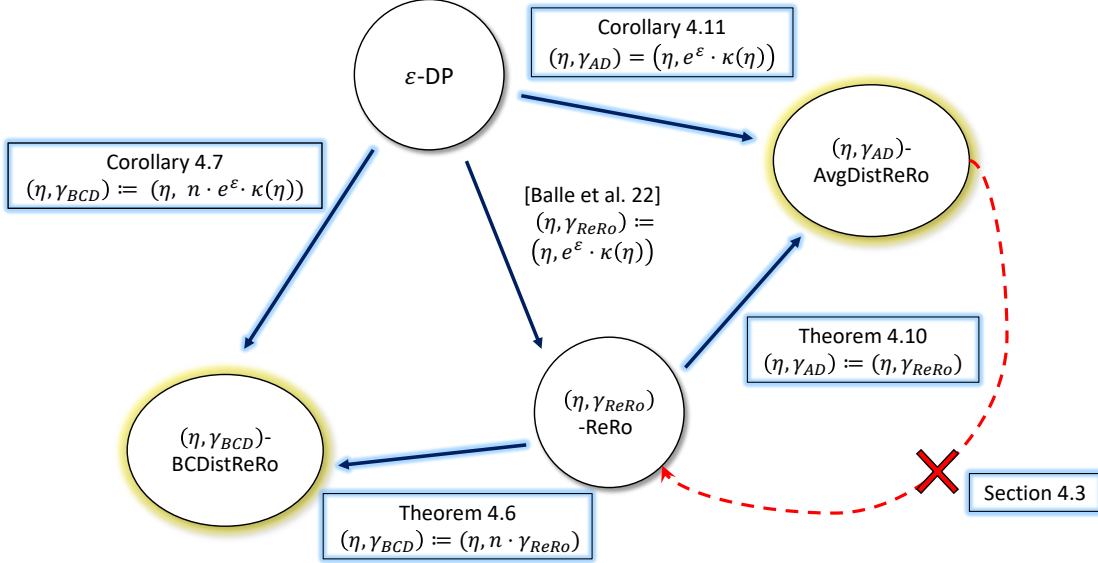 Corollary 4.11
(η, γ_AD) = (η, e^ε · κ(η))
ε-DP
(η, γ_AD)-
AvgDistReRo
Corollary 4.7
(η, γ_BCD) ≔ (η, n · e^ε · κ(η))
[Balle et al. 22]
(η, γ_ReRo) ≔
(η, e^ε · κ(η))
Theorem 4.10
(η, γ_AD) ≔ (η, γ_ReRo)
(η, γ_ReRo)
-ReRo
(η, γ_BCD)-
BCDistReRo
Section 4.3
Theorem 4.6
(η, γ_BCD) ≔ (η, n · γ_ReRo)